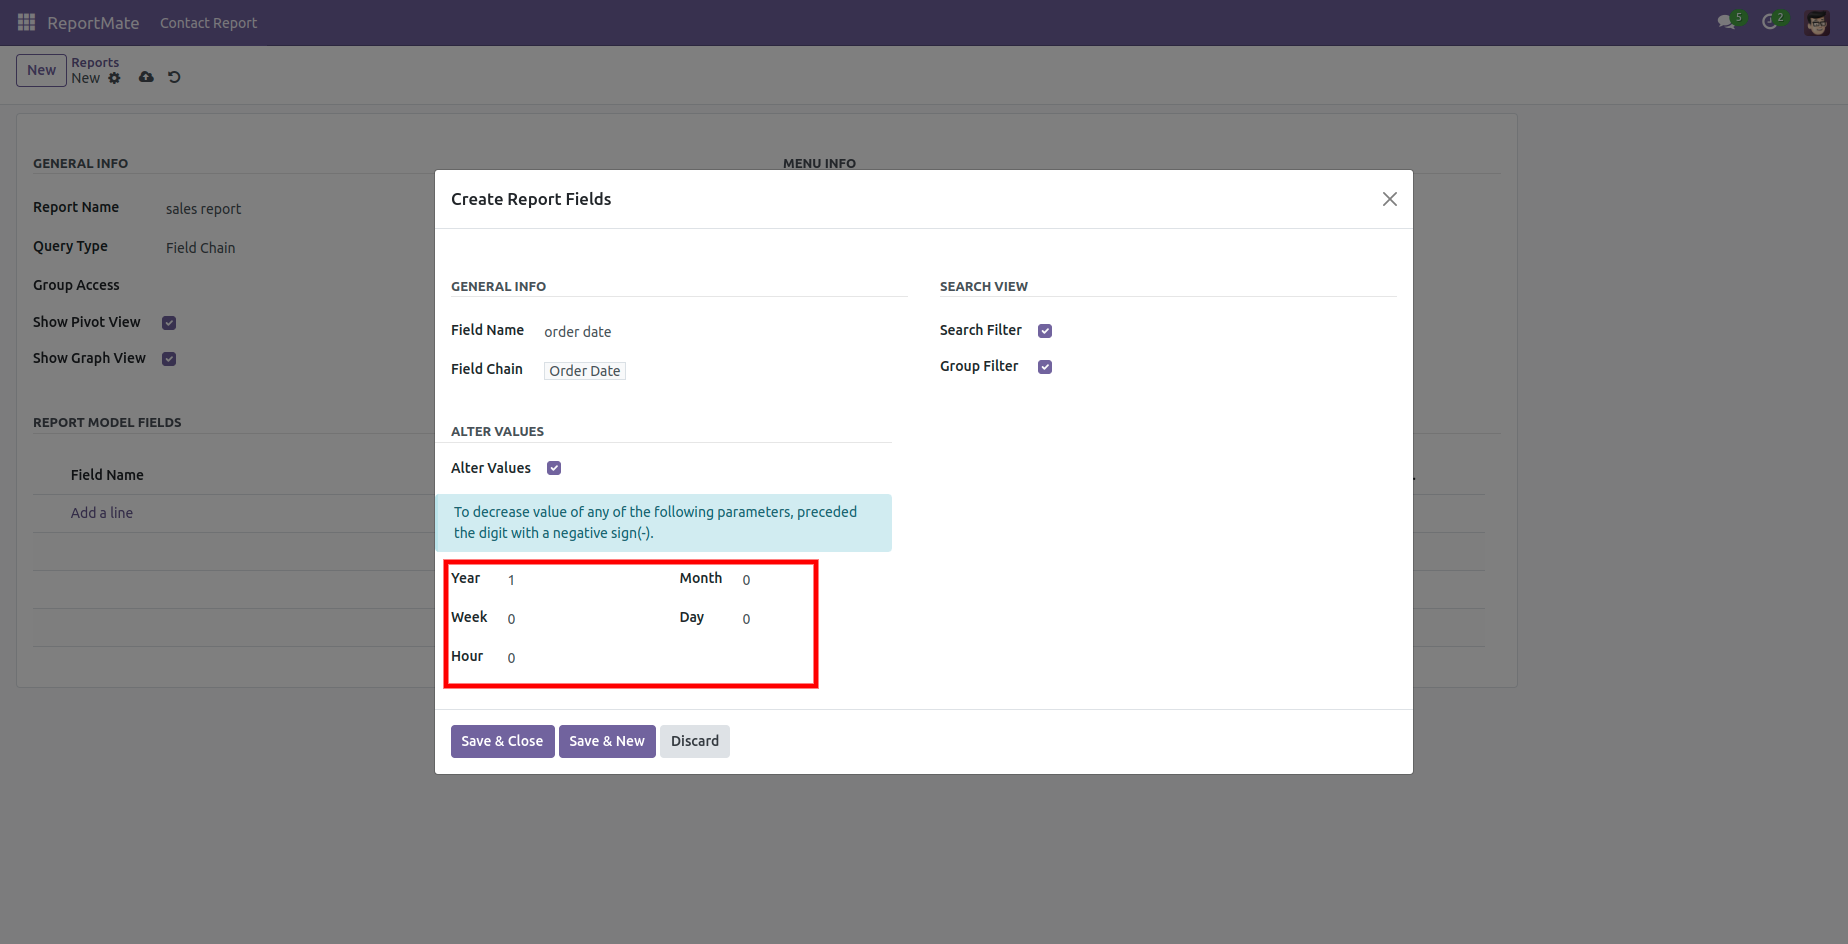 ReportMate Contact Report 5 2
New Reports
New
GENERAL INFO MENU INFO
Report Name sales report
Query Type Field Chain
Group Access
Show Pivot View
Show Graph View
REPORT MODEL FIELDS
Field Name
Add a line
Create Report Fields
GENERAL INFO
Field Name order date
Field Chain Order Date
SEARCH VIEW
Search Filter
Group Filter
ALTER VALUES
Alter Values
To decrease value of any of the following parameters, preceded
the digit with a negative sign(-).
Year 1 Month 0
Week 0 Day 0
Hour 0
Save & Close Save & New Discard